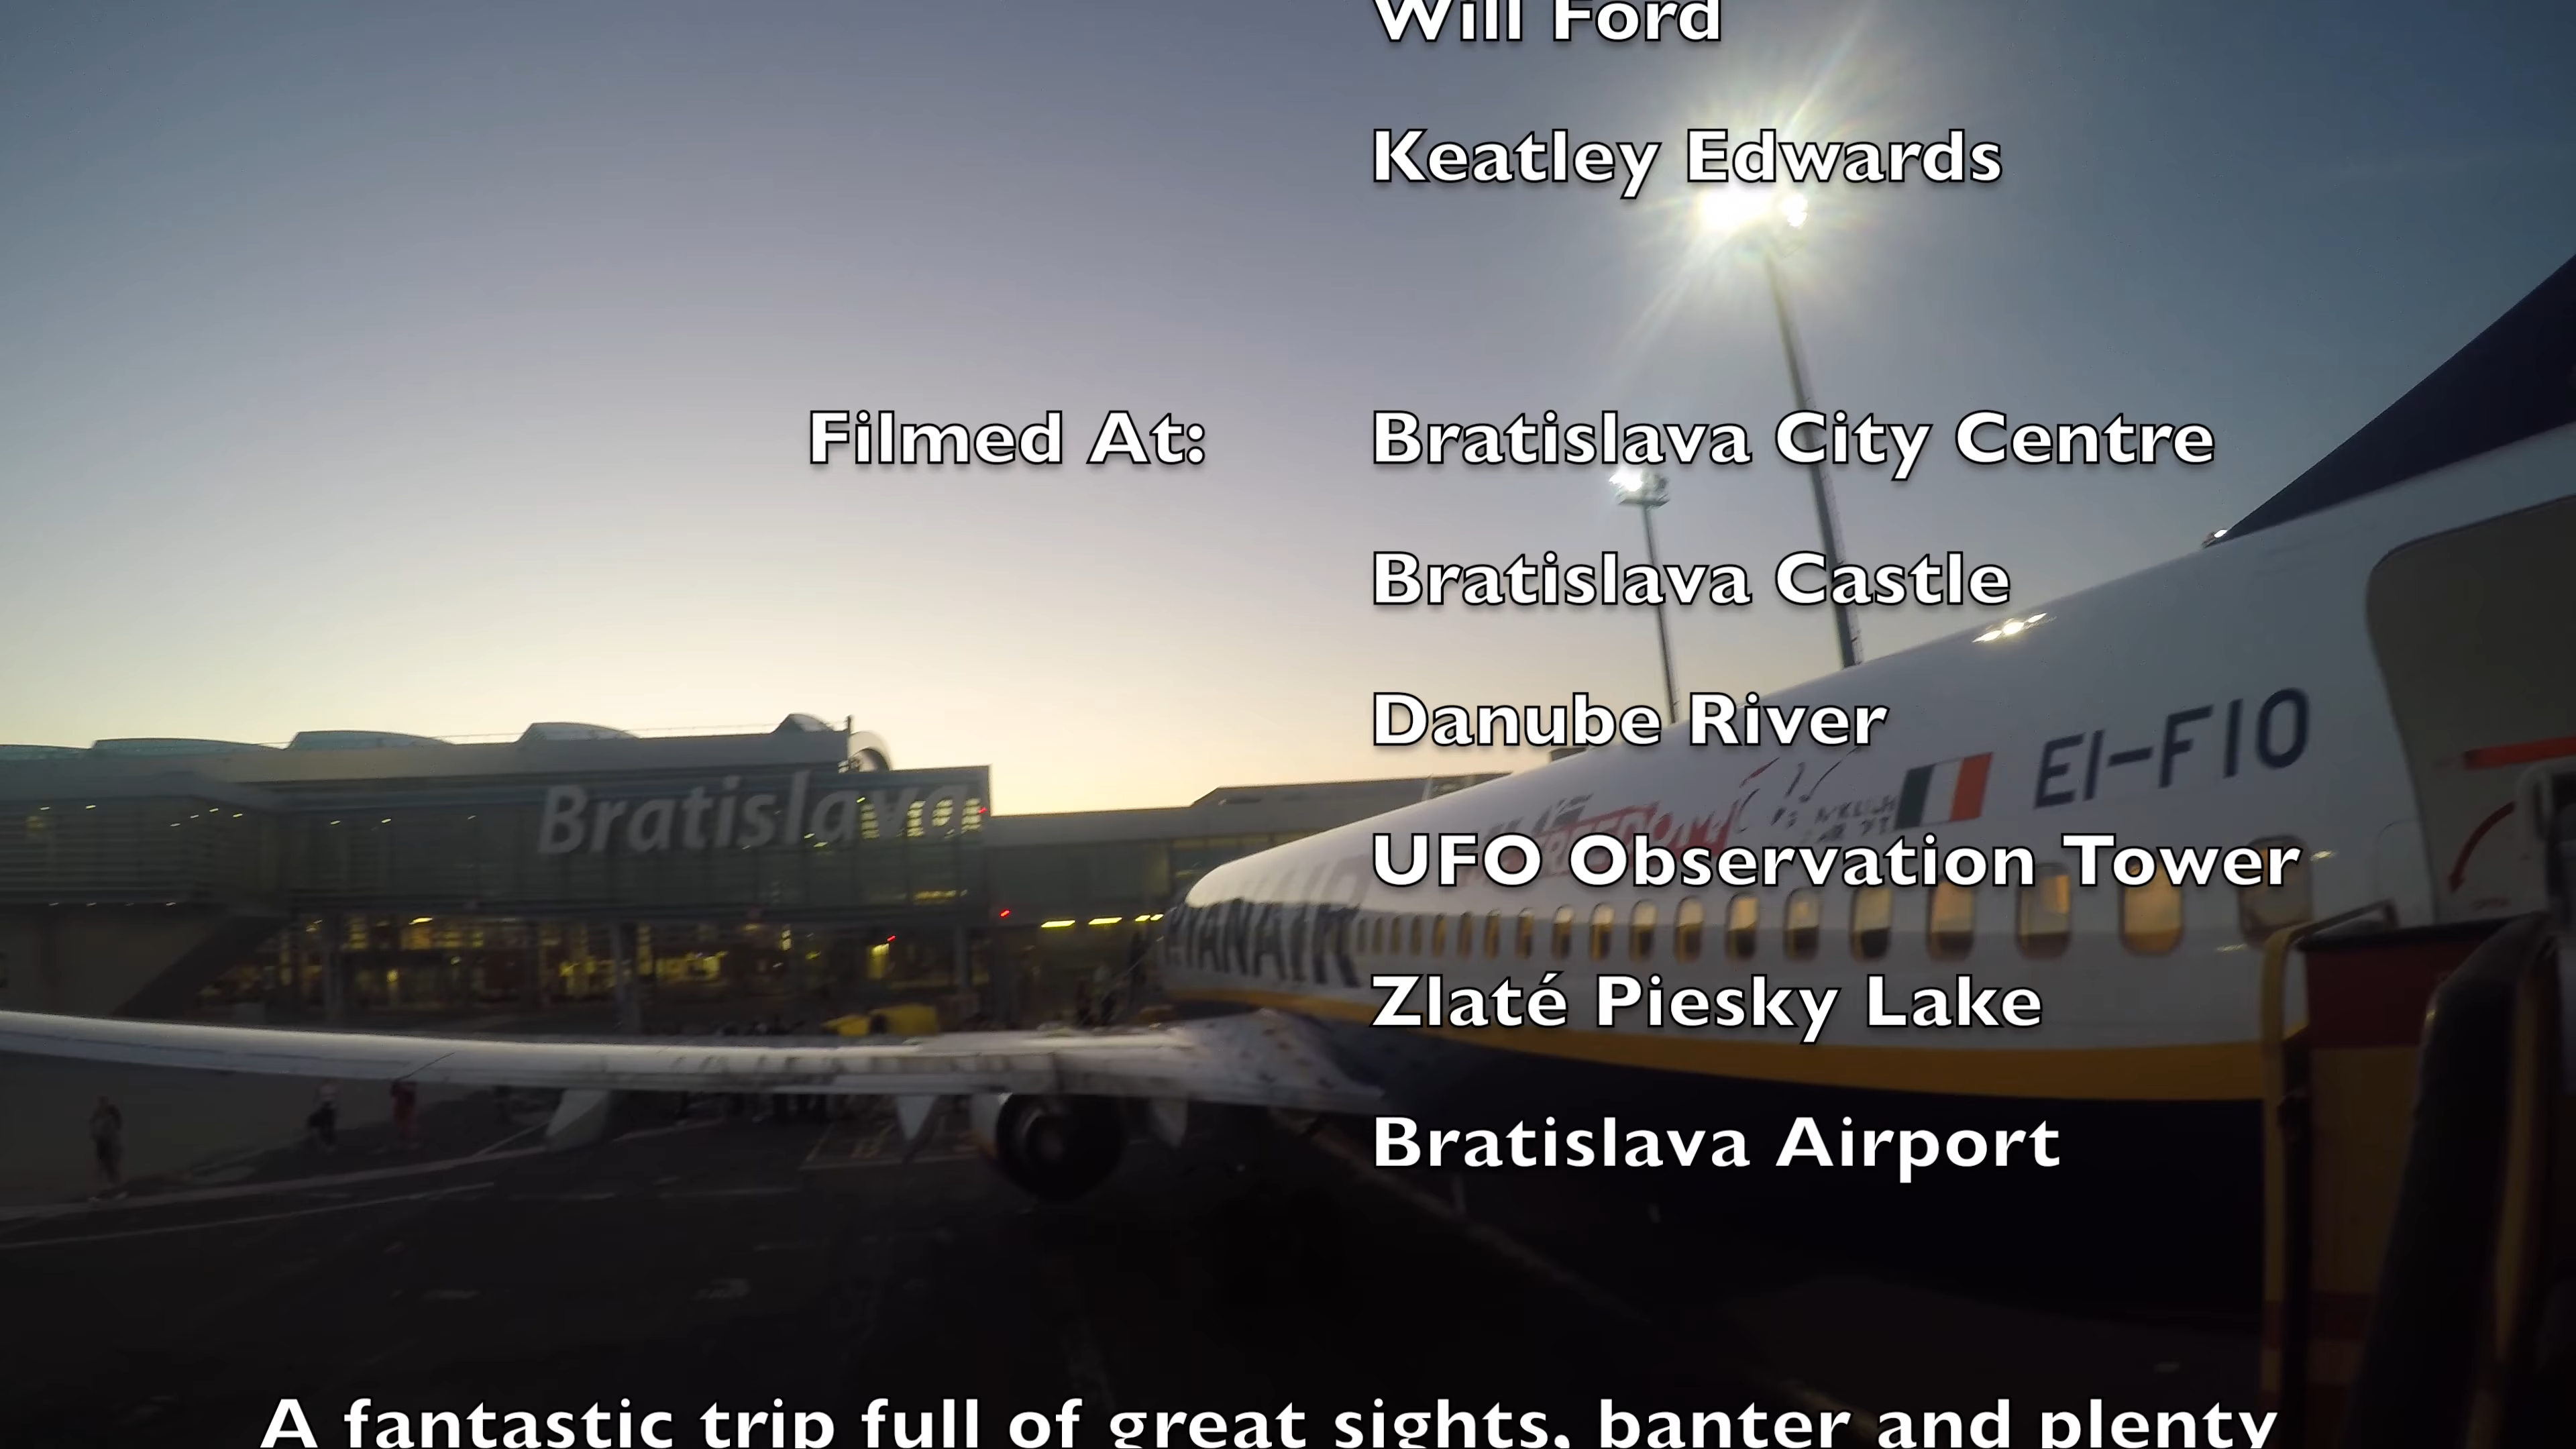 Will Ford
Keatley Edwards
Filmed At: Bratislava City Centre
Bratislava Castle
Danube River
EI-FIO
Bratislava
UFO Observation Tower
RYANAIR
Zlaté Piesky Lake
Bratislava Airport
A fantastic trip full of great sights, banter and plenty